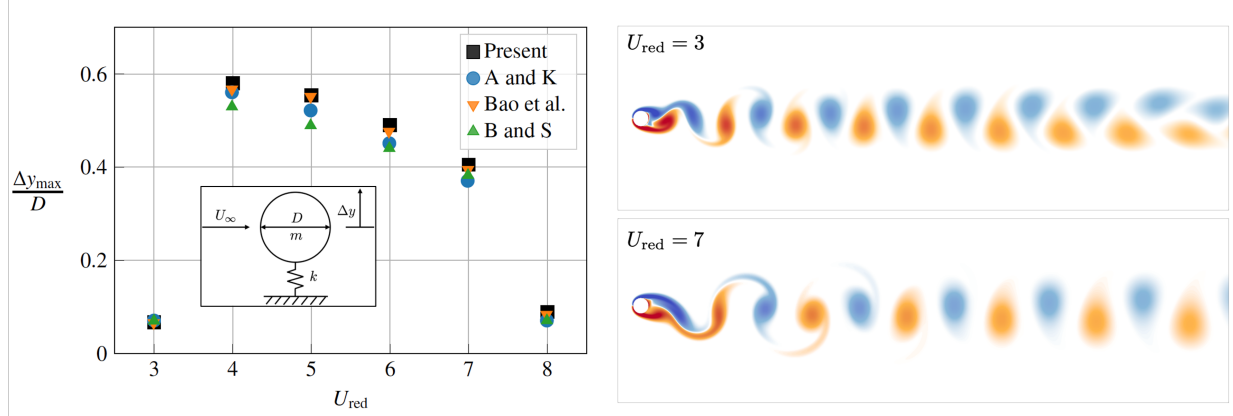 0.6
0.4
0.2
0
Δy_max
D
Present
A and K
Bao et al.
B and S
U_∞
D
m
Δy
k
3 4 5 6 7 8
U_red
U_red = 3
U_red = 7